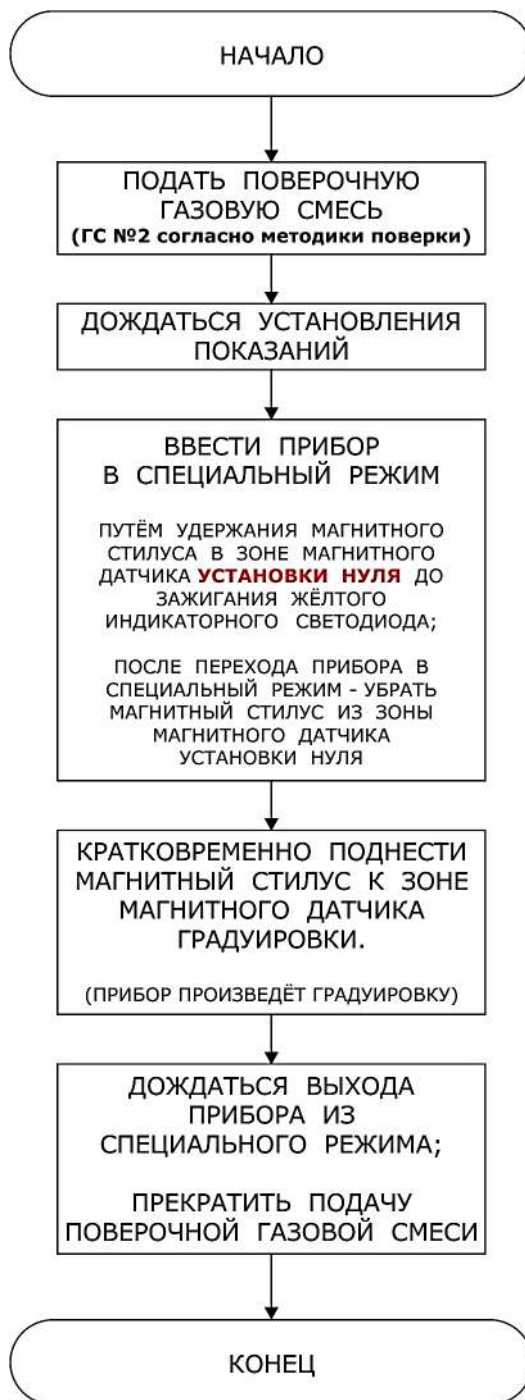 НАЧАЛО
ПОДАТЬ ПОВЕРОЧНУЮ
ГАЗОВУЮ СМЕСЬ
(ГС №2 согласно методики поверки)
ДОЖДАТЬСЯ УСТАНОВЛЕНИЯ
ПОКАЗАНИЙ
ВВЕСТИ ПРИБОР
В СПЕЦИАЛЬНЫЙ РЕЖИМ
ПУТЁМ УДЕРЖАНИЯ МАГНИТНОГО
СТИЛУСА В ЗОНЕ МАГНИТНОГО
ДАТЧИКА УСТАНОВКИ НУЛЯ ДО
ЗАЖИГАНИЯ ЖЁЛТОГО
ИНДИКАТОРНОГО СВЕТОДИОДА;
ПОСЛЕ ПЕРЕХОДА ПРИБОРА В
СПЕЦИАЛЬНЫЙ РЕЖИМ - УБРАТЬ
МАГНИТНЫЙ СТИЛУС ИЗ ЗОНЫ
МАГНИТНОГО ДАТЧИКА
УСТАНОВКИ НУЛЯ
КРАТКОВРЕМЕННО ПОДНЕСТИ
МАГНИТНЫЙ СТИЛУС К ЗОНЕ
МАГНИТНОГО ДАТЧИКА
ГРАДУИРОВКИ.
(ПРИБОР ПРОИЗВЕДЁТ ГРАДУИРОВКУ)
ДОЖДАТЬСЯ ВЫХОДА
ПРИБОРА ИЗ
СПЕЦИАЛЬНОГО РЕЖИМА;
ПРЕКРАТИТЬ ПОДАЧУ
ПОВЕРОЧНОЙ ГАЗОВОЙ СМЕСИ
КОНЕЦ